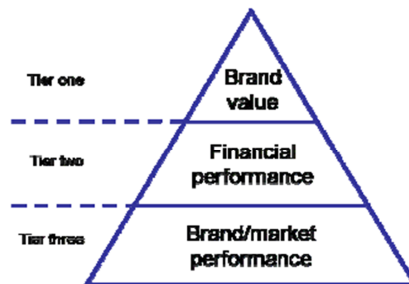 Tier one
Brand
value
Tier two
Financial
performance
Tier three
Brand/market
performance